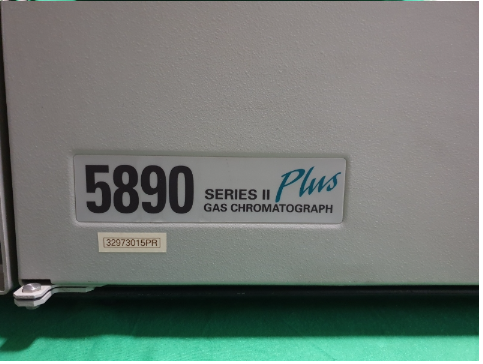 5890 SERIES II Plus
GAS CHROMATOGRAPH
32973015PR